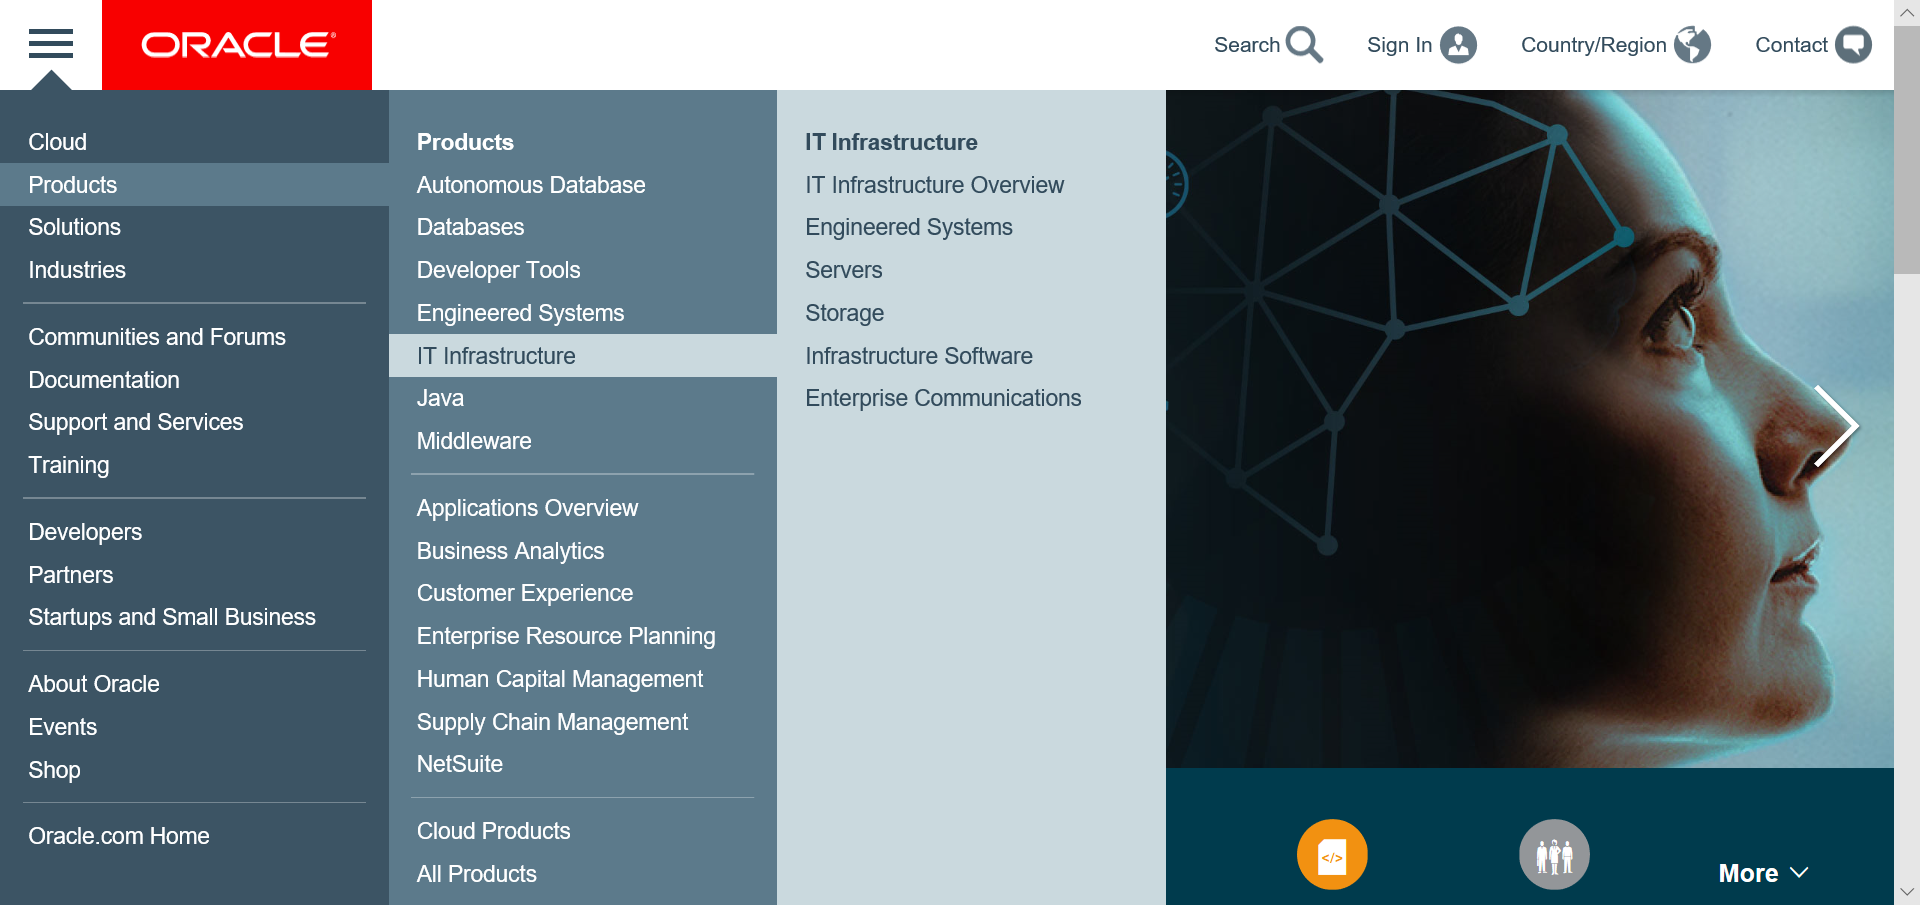 ORACLE®
Search
Sign In
Country/Region
Contact
Cloud
Products
Solutions
Industries
Communities and Forums
Documentation
Support and Services
Training
Developers
Partners
Startups and Small Business
About Oracle
Events
Shop
Oracle.com Home
Products
Autonomous Database
Databases
Developer Tools
Engineered Systems
IT Infrastructure
Java
Middleware
Applications Overview
Business Analytics
Customer Experience
Enterprise Resource Planning
Human Capital Management
Supply Chain Management
NetSuite
Cloud Products
All Products
IT Infrastructure
IT Infrastructure Overview
Engineered Systems
Servers
Storage
Infrastructure Software
Enterprise Communications
</>
More